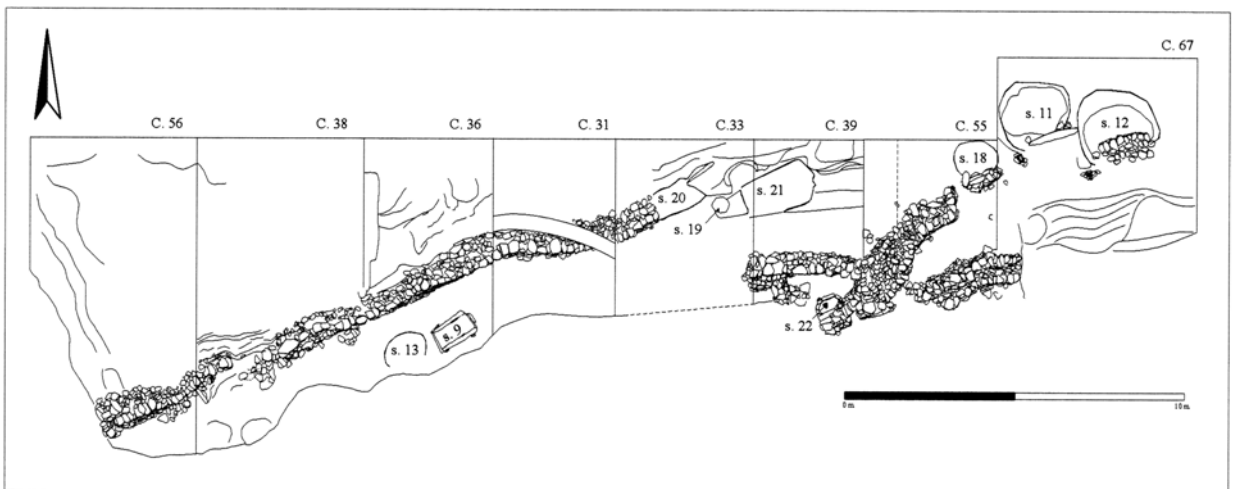 C. 67
C. 56
C. 38
C. 36
C. 31
C. 33
C. 39
C. 55
s. 11
s. 12
s. 18
s. 20
s. 21
s. 19
c
s. 22
s. 9
s. 13
0 m
10 m